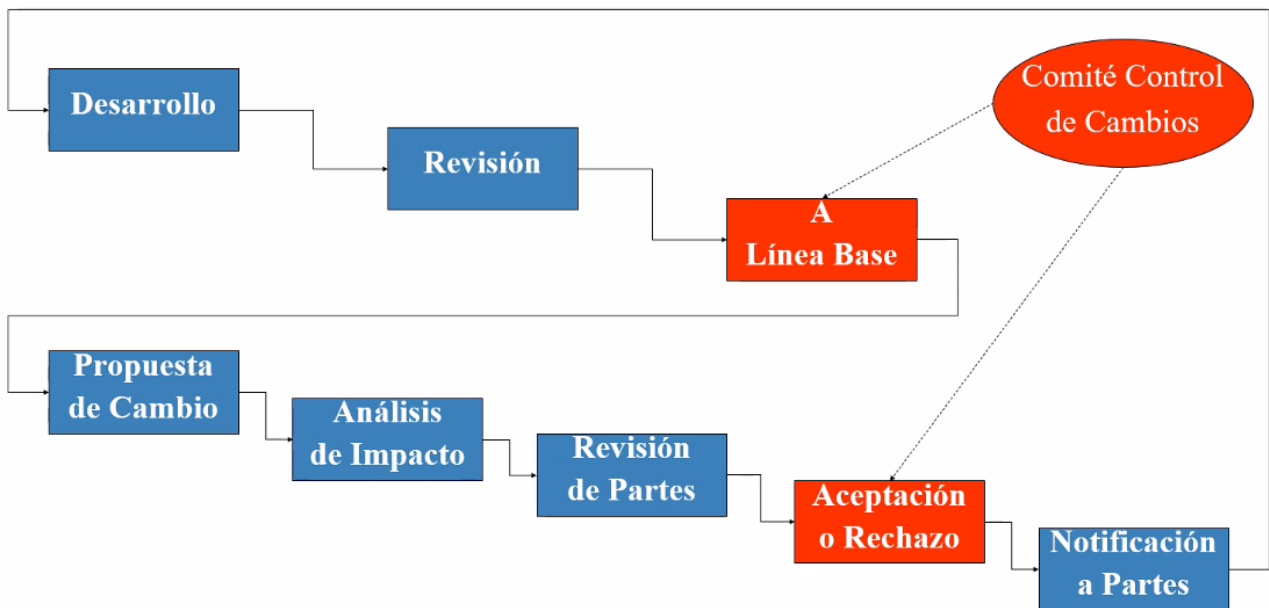 Desarrollo
Comité Control
de Cambios
Revisión
A
Línea Base
Propuesta
de Cambio
Análisis
de Impacto
Revisión
de Partes
Aceptación
o Rechazo
Notificación
a Partes